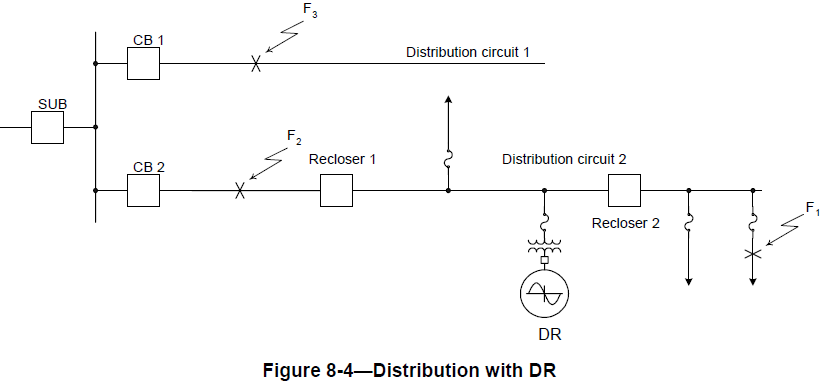 F3
CB 1
Distribution circuit 1
SUB
F2
CB 2
Recloser 1
Distribution circuit 2
Recloser 2
F1
DR
Figure 8-4—Distribution with DR